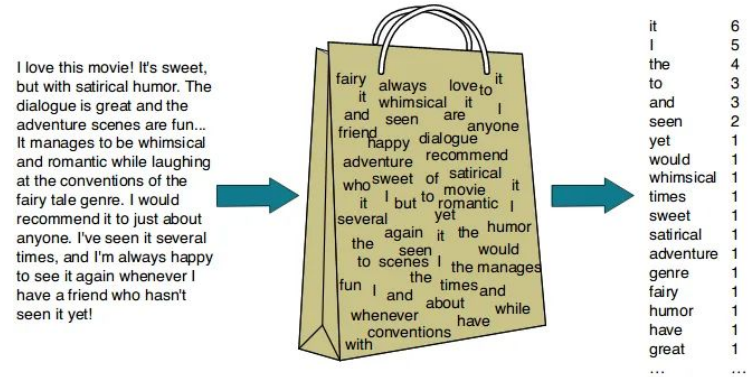 I love this movie! It's sweet,
but with satirical humor. The
dialogue is great and the
adventure scenes are fun...
It manages to be whimsical
and romantic while laughing
at the conventions of the
fairy tale genre. I would
recommend it to just about
anyone. I've seen it several
times, and I'm always happy
to see it again whenever I
have a friend who hasn't
seen it yet!
fairy always love to it
it whimsical it I
and seen are anyone
friend happy dialogue
adventure recommend
who sweet of satirical
it I but to movie it
romantic I
several yet
again it the humor
the seen would
to scenes I the manages
fun the times and
I and about while
whenever have
conventions
with
it 6
I 5
the 4
to 3
and 3
seen 2
yet 1
would 1
whimsical 1
times 1
sweet 1
satirical 1
adventure 1
genre 1
fairy 1
humor 1
have 1
great 1
... ...